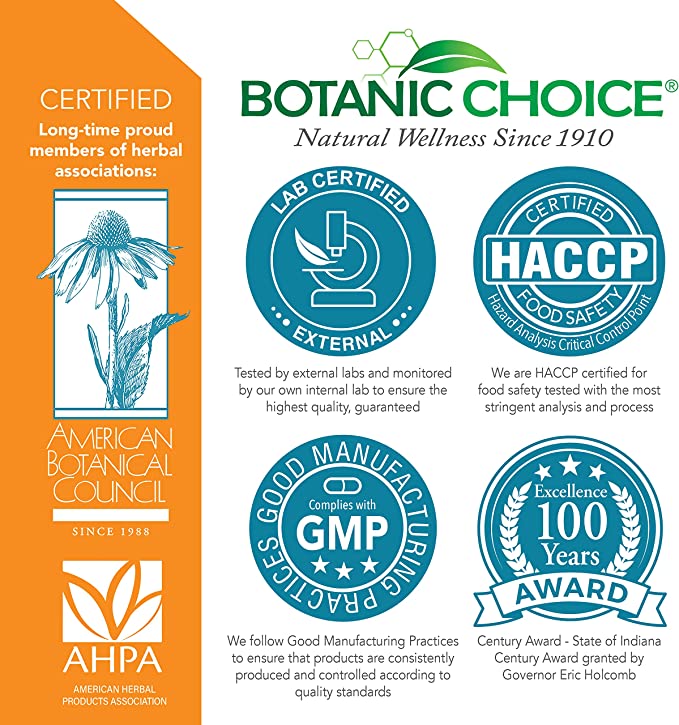 CERTIFIED
Long-time proud
members of herbal
associations:
AMERICAN
BOTANICAL
COUNCIL
SINCE 1988
AHPA
AMERICAN HERBAL
PRODUCTS ASSOCIATION
BOTANIC CHOICE®
Natural Wellness Since 1910
LAB CERTIFIED
EXTERNAL
Tested by external labs and monitored
by our own internal lab to ensure the
highest quality, guaranteed
CERTIFIED
HACCP
FOOD SAFETY
Hazard Analysis Critical Control Point
We are HACCP certified for
food safety tested with the most
stringent analysis and process
GOOD MANUFACTURING PRACTICES
Complies with
GMP
We follow Good Manufacturing Practices
to ensure that products are consistently
produced and controlled according to
quality standards
Excellence
100
Years
AWARD
Century Award - State of Indiana
Century Award granted by
Governor Eric Holcomb